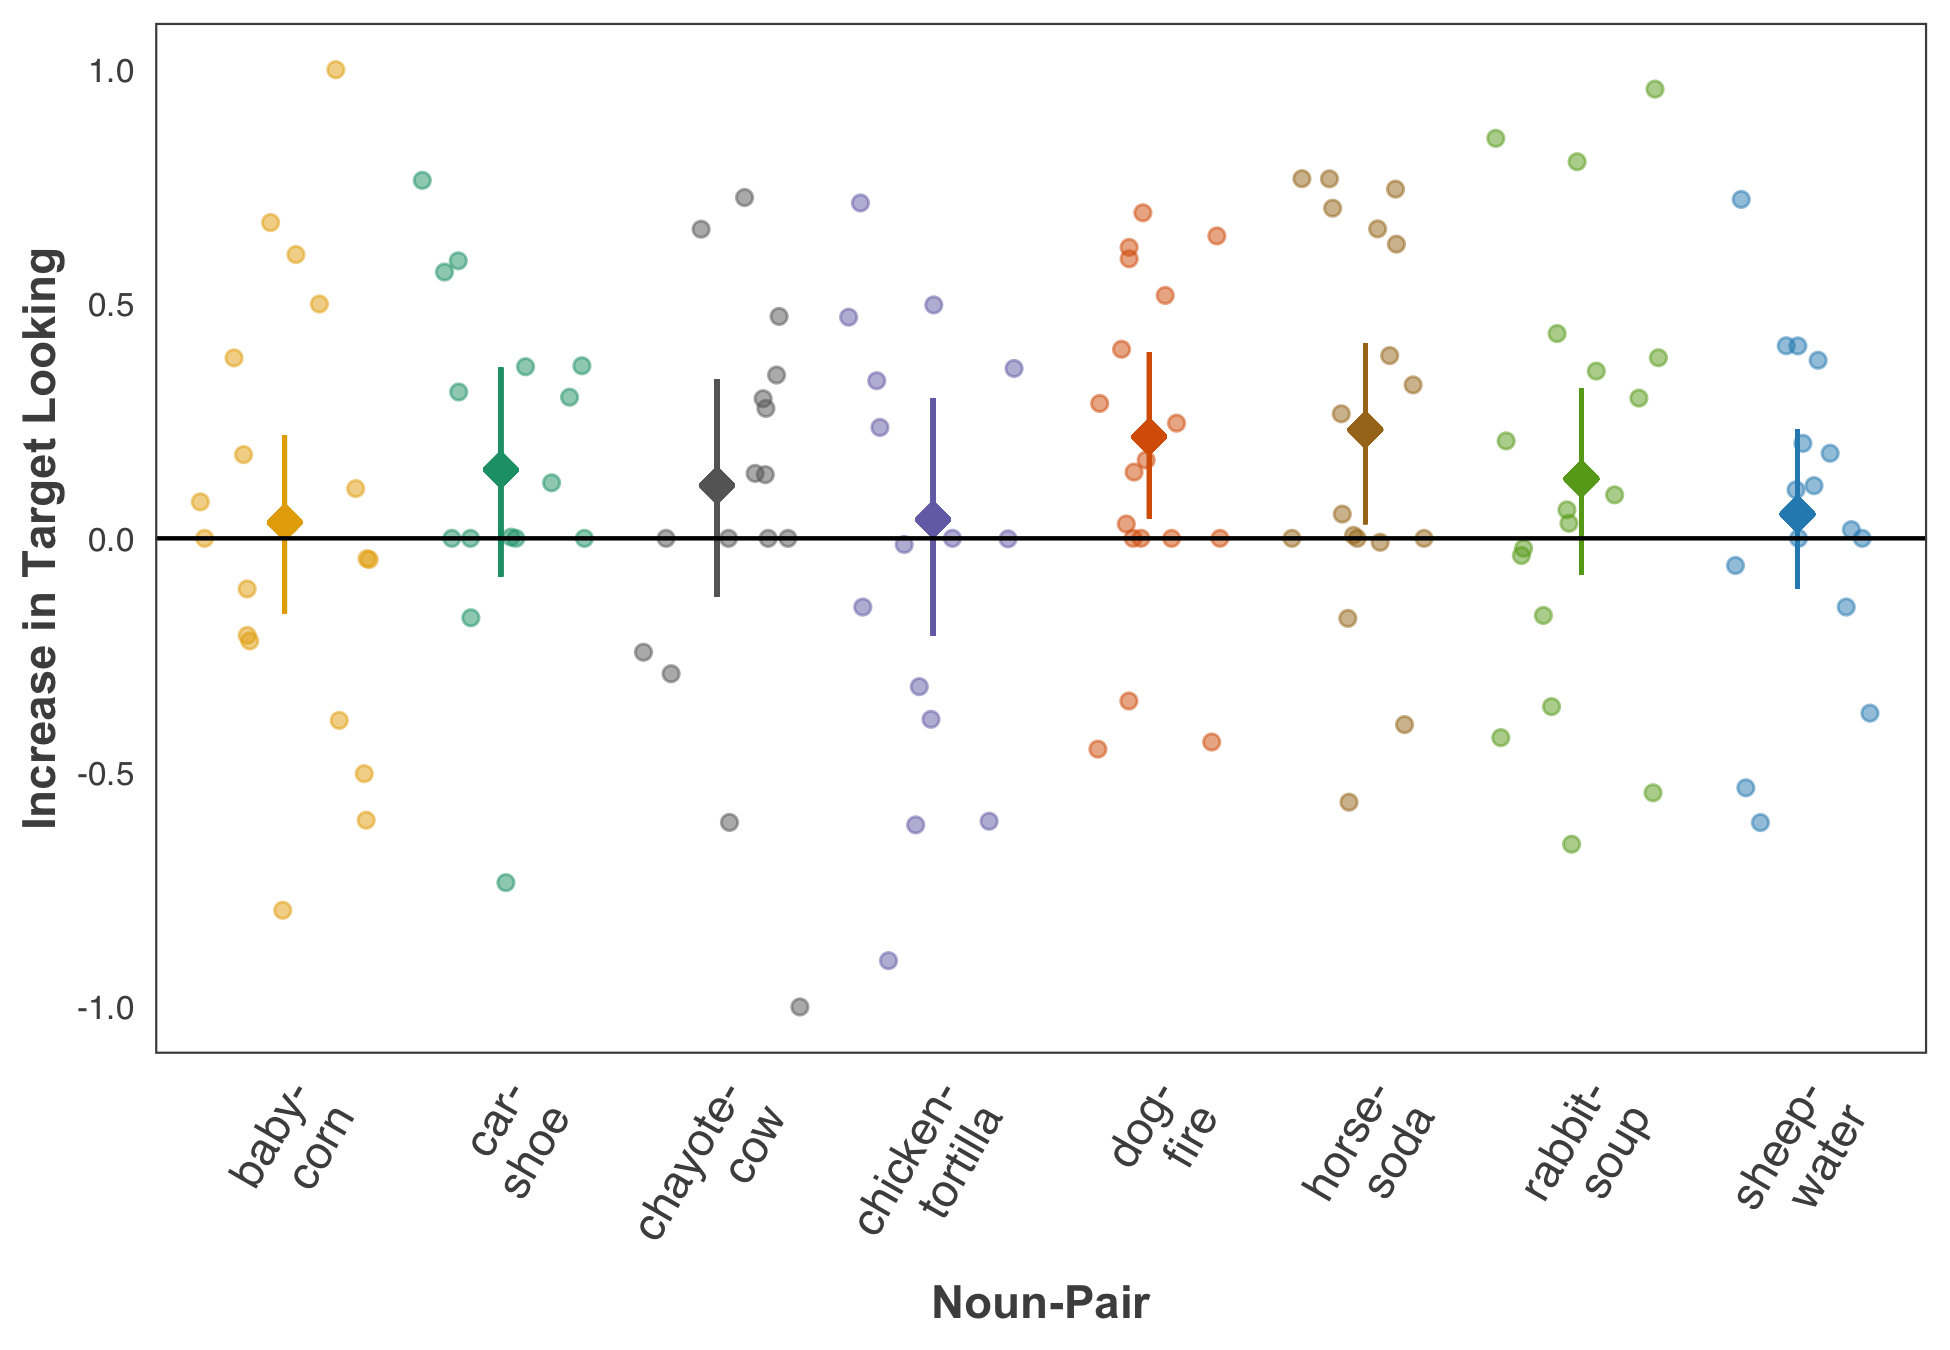 Increase in Target Looking
1.0
0.5
0.0
-0.5
-1.0
baby-
corn
car-
shoe
chayote-
cow
chicken-
tortilla
dog-
fire
horse-
soda
rabbit-
soup
sheep-
water
Noun-Pair